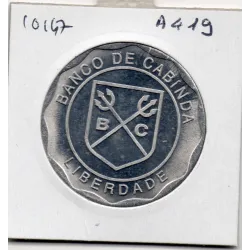 10147 A419
BANCO DE CABINDA
B C
LIBERDADE